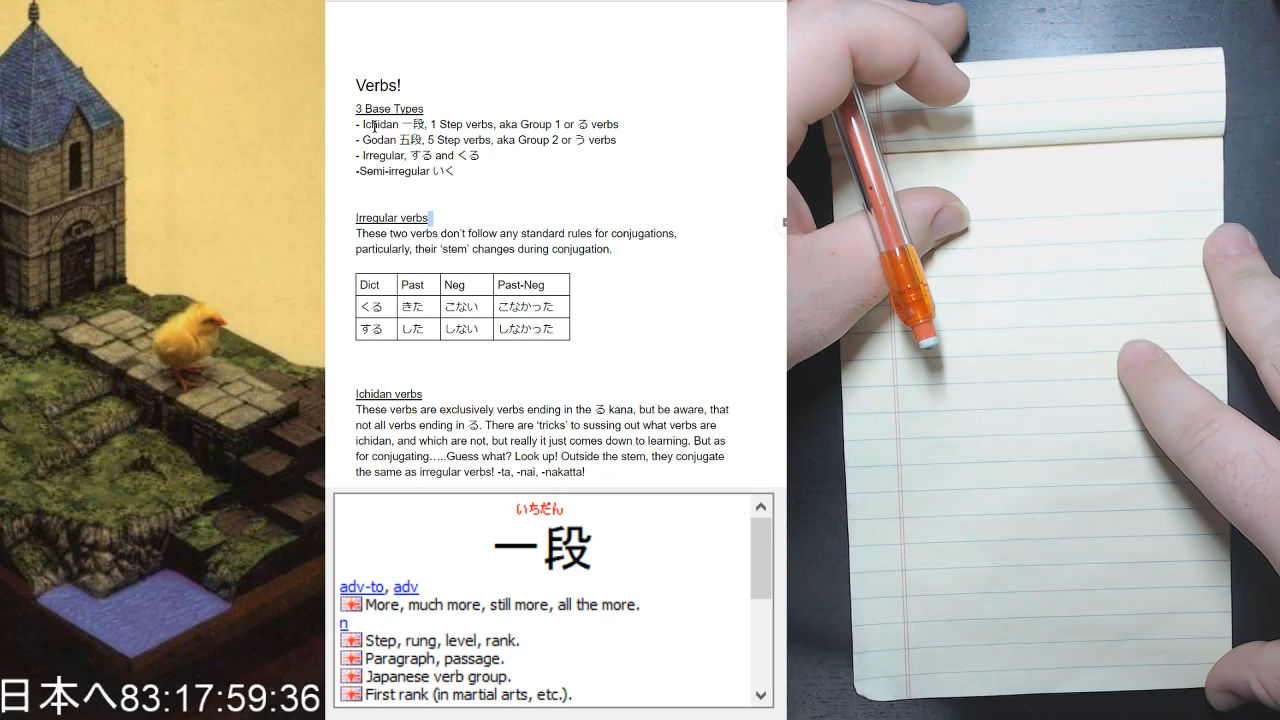 Verbs!
3 Base Types
- Ichidan 一段, 1 Step verbs, aka Group 1 or る verbs
- Godan 五段, 5 Step verbs, aka Group 2 or う verbs
- Irregular, する and くる
-Semi-irregular いく
Irregular verbs
These two verbs don't follow any standard rules for conjugations,
particularly, their 'stem' changes during conjugation.
Dict Past Neg Past-Neg
くる きた こない こなかった
する した しない しなかった
Ichidan verbs
These verbs are exclusively verbs ending in the る kana, but be aware, that
not all verbs ending in る. There are 'tricks' to sussing out what verbs are
ichidan, and which are not, but really it just comes down to learning. But as
for conjugating…..Guess what? Look up! Outside the stem, they conjugate
the same as irregular verbs! -ta, -nai, -nakatta!
いちだん
一段
adv-to, adv
More, much more, still more, all the more.
n
Step, rung, level, rank.
Paragraph, passage.
Japanese verb group.
First rank (in martial arts, etc.).
日本へ83:17:59:36